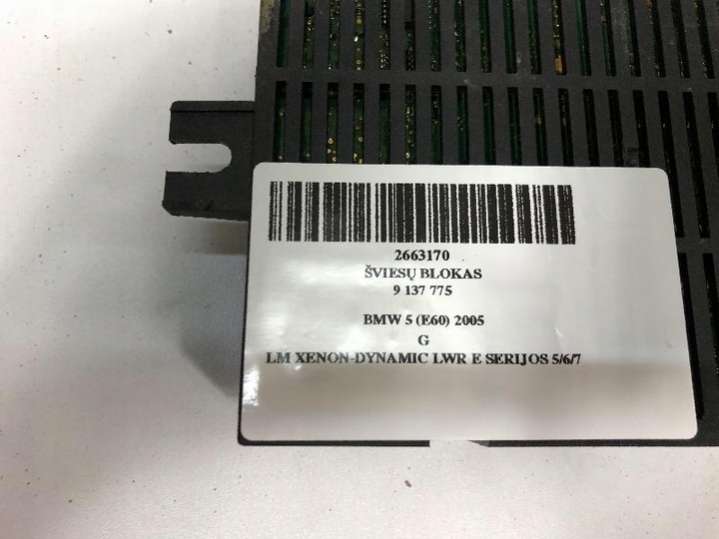 2663170
ŠVIESŲ BLOKAS
9 137 775
BMW 5 (E60) 2005
G
LM XENON-DYNAMIC LWR E SERIJOS 5/6/7